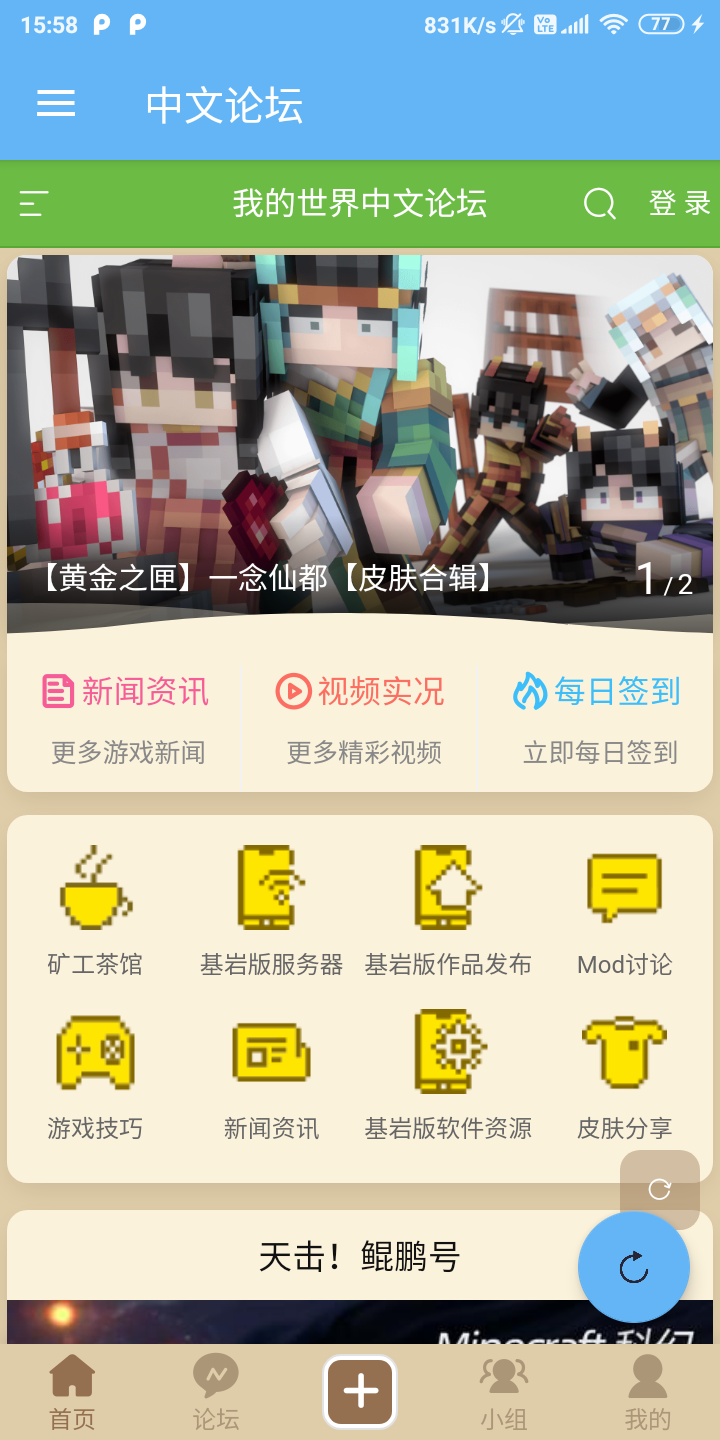 15:58
831K/s
Vo LTE
77
中文论坛
我的世界中文论坛
登 录
【黄金之匣】一念仙都【皮肤合辑】
1/2
新闻资讯 视频实况 每日签到
更多游戏新闻 更多精彩视频 立即每日签到
矿工茶馆 基岩版服务器 基岩版作品发布 Mod讨论
游戏技巧 新闻资讯 基岩版软件资源 皮肤分享
天击！鲲鹏号
Minecraft 科幻
首页 论坛 小组 我的